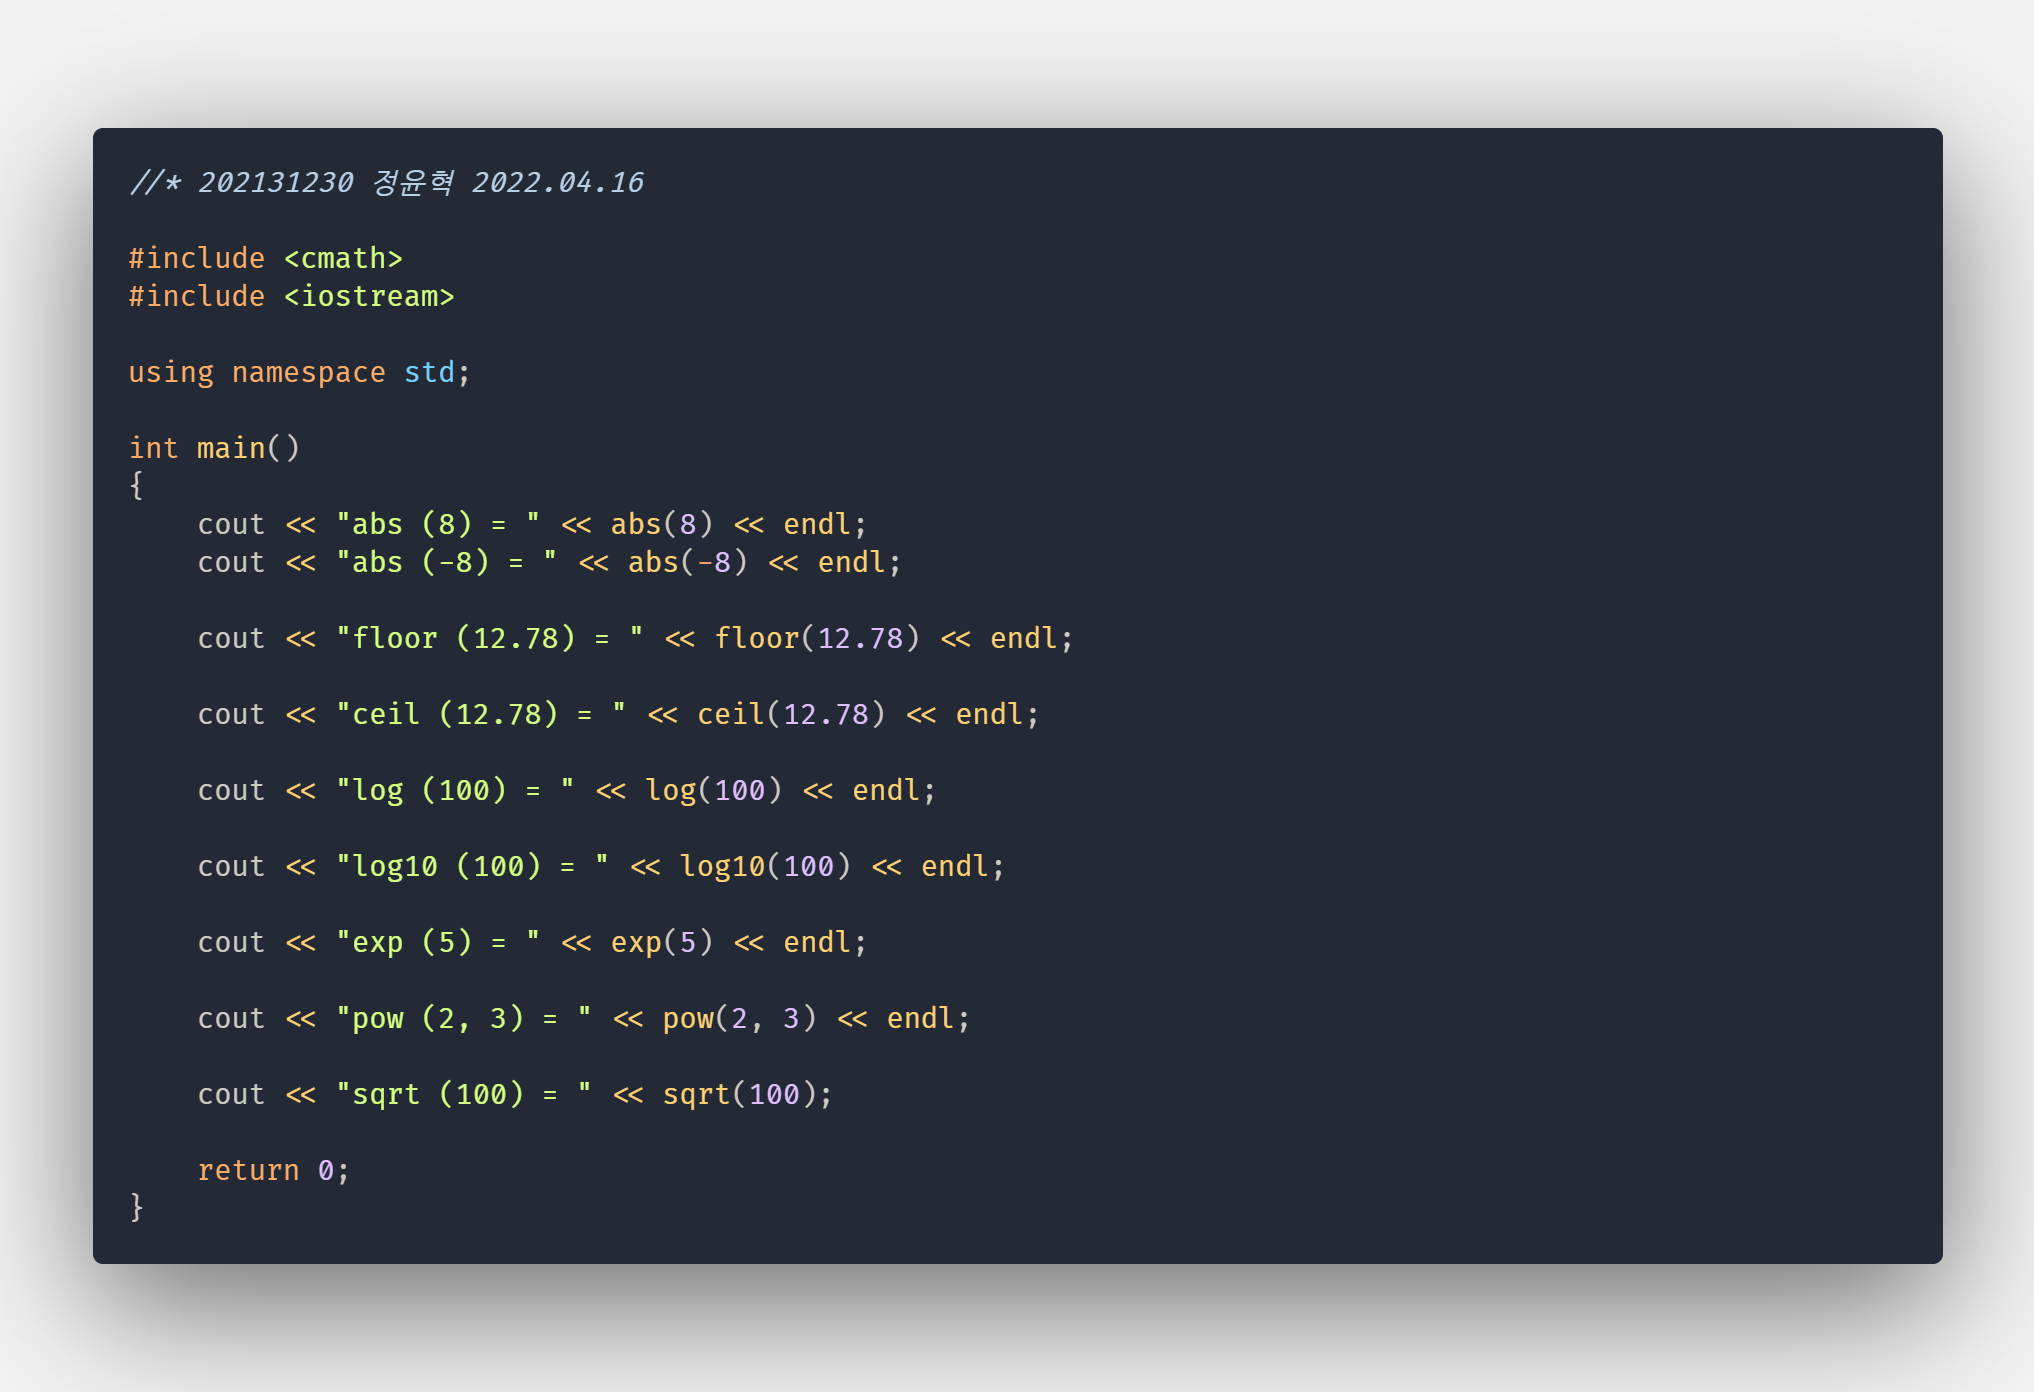 //* 202131230 정윤혁 2022.04.16
#include <cmath>
#include <iostream>
using namespace std;
int main()
{
    cout << "abs (8) = " << abs(8) << endl;
    cout << "abs (-8) = " << abs(-8) << endl;
    cout << "floor (12.78) = " << floor(12.78) << endl;
    cout << "ceil (12.78) = " << ceil(12.78) << endl;
    cout << "log (100) = " << log(100) << endl;
    cout << "log10 (100) = " << log10(100) << endl;
    cout << "exp (5) = " << exp(5) << endl;
    cout << "pow (2, 3) = " << pow(2, 3) << endl;
    cout << "sqrt (100) = " << sqrt(100);
    return 0;
}